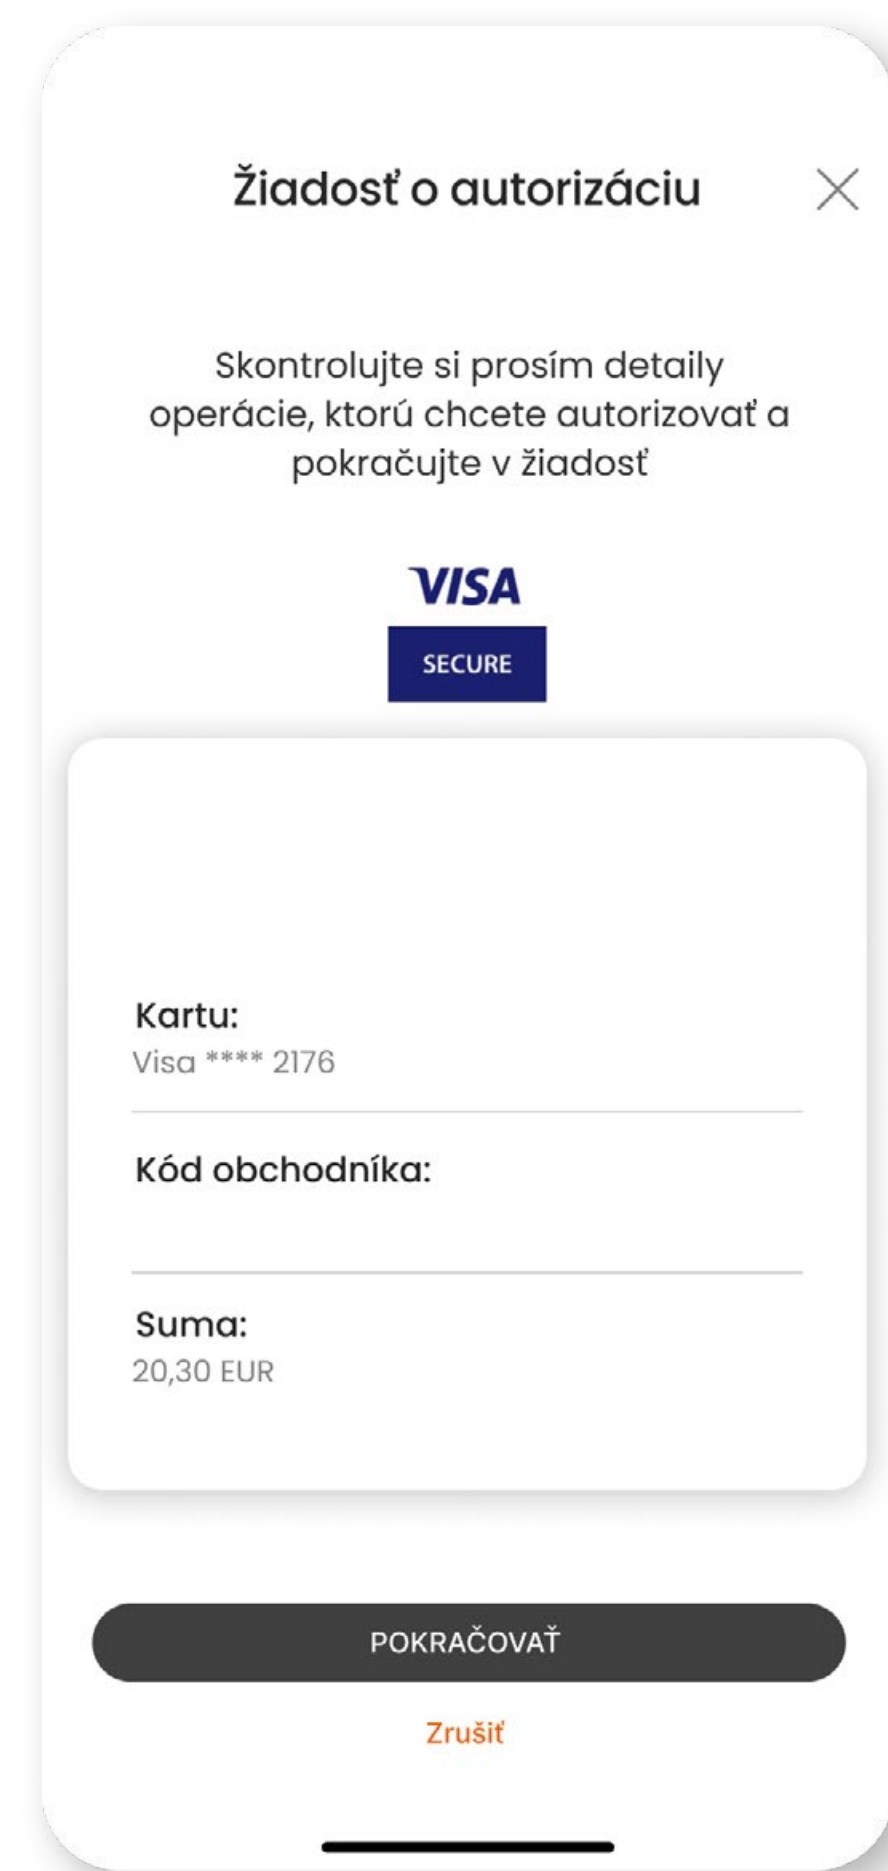 Žiadosť o autorizáciu
Skontrolujte si prosím detaily
operácie, ktorú chcete autorizovať a
pokračujte v žiadosť
VISA
SECURE
Kartu:
Visa **** 2176
Kód obchodníka:
Suma:
20,30 EUR
POKRAČOVAŤ
Zrušiť